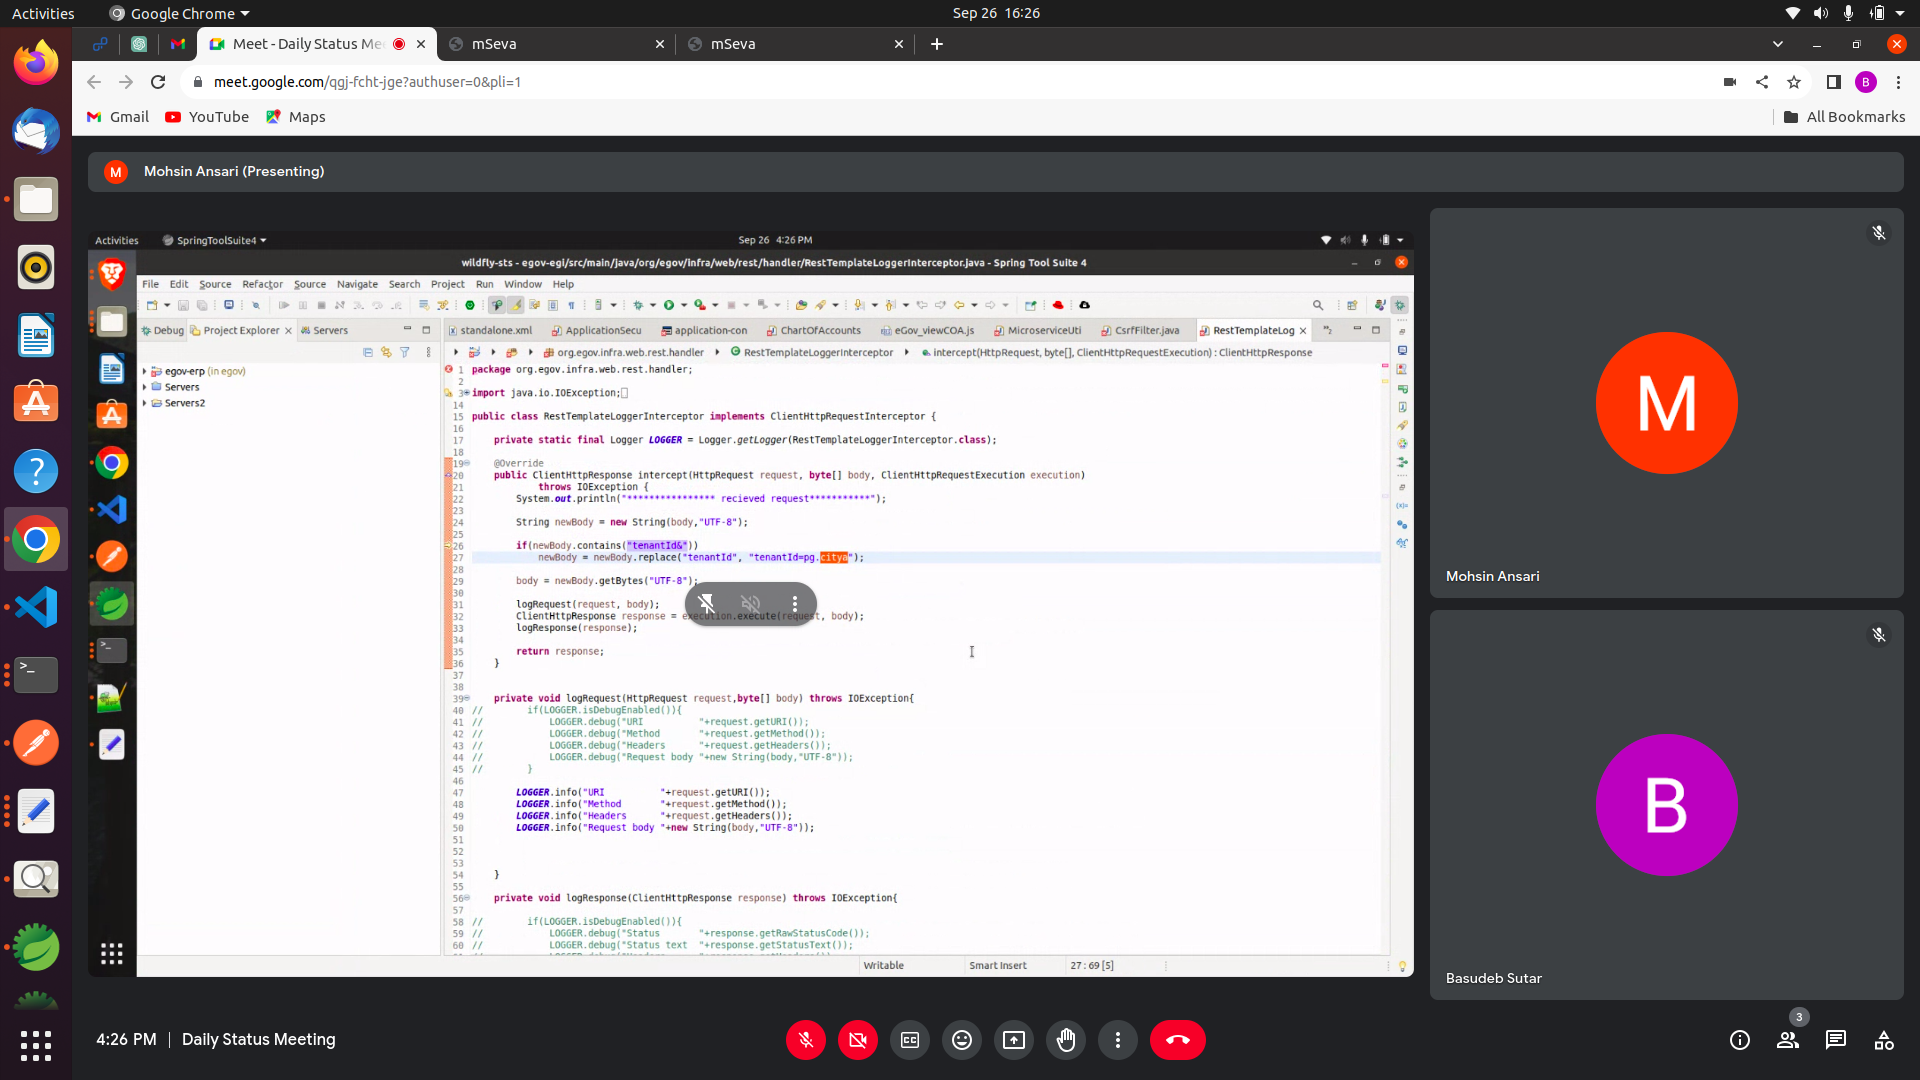 Activities
Google Chrome
Sep 26 16:26
Meet - Daily Status Me
mSeva
mSeva
meet.google.com/qgj-fcht-jge?authuser=0&pli=1
B
Gmail
YouTube
Maps
All Bookmarks
M
Mohsin Ansari (Presenting)
Activities
SpringToolSuite4
Sep 26 4:26 PM
wildfly-sts - egov-egi/src/main/java/org/egov/infra/web/rest/handler/RestTemplateLoggerInterceptor.java - Spring Tool Suite 4
File Edit Source Refactor Source Navigate Search Project Run Window Help
Debug
Project Explorer
Servers
standalone.xml
ApplicationSecu
application-con
ChartOfAccounts
eGov_viewCOA.js
MicroserviceUti
CsrfFilter.java
RestTemplateLog
org.egov.infra.web.rest.handler
RestTemplateLoggerInterceptor
intercept(HttpRequest, byte[], ClientHttpRequestExecution) : ClientHttpResponse
egov-erp (in egov)
Servers
Servers2
1 package org.egov.infra.web.rest.handler;
2
3 import java.io.IOException;
14
15 public class RestTemplateLoggerInterceptor implements ClientHttpRequestInterceptor {
16
17 private static final Logger LOGGER = Logger.getLogger(RestTemplateLoggerInterceptor.class);
18
19 @Override
20 public ClientHttpResponse intercept(HttpRequest request, byte[] body, ClientHttpRequestExecution execution)
21 throws IOException {
22 System.out.println("**************** recieved request***********");
23
24 String newBody = new String(body,"UTF-8");
25
26 if(newBody.contains("tenantId&"))
27 newBody = newBody.replace("tenantId", "tenantId=pg.citya");
28
29 body = newBody.getBytes("UTF-8");
30
31 logRequest(request, body);
32 ClientHttpResponse response = execution.execute(request, body);
33 logResponse(response);
34
35 return response;
36 }
37
38
39 private void logRequest(HttpRequest request,byte[] body) throws IOException{
40 // if(LOGGER.isDebugEnabled()){
41 // LOGGER.debug("URI "+request.getURI());
42 // LOGGER.debug("Method "+request.getMethod());
43 // LOGGER.debug("Headers "+request.getHeaders());
44 // LOGGER.debug("Request body "+new String(body,"UTF-8"));
45 // }
46
47 LOGGER.info("URI "+request.getURI());
48 LOGGER.info("Method "+request.getMethod());
49 LOGGER.info("Headers "+request.getHeaders());
50 LOGGER.info("Request body "+new String(body,"UTF-8"));
51
52
53
54 }
55
56 private void logResponse(ClientHttpResponse response) throws IOException{
57
58 // if(LOGGER.isDebugEnabled()){
59 // LOGGER.debug("Status "+response.getRawStatusCode());
60 // LOGGER.debug("Status text "+response.getStatusText());
Writable
Smart Insert
27 : 69 [5]
M
Mohsin Ansari
B
Basudeb Sutar
4:26 PM | Daily Status Meeting
3